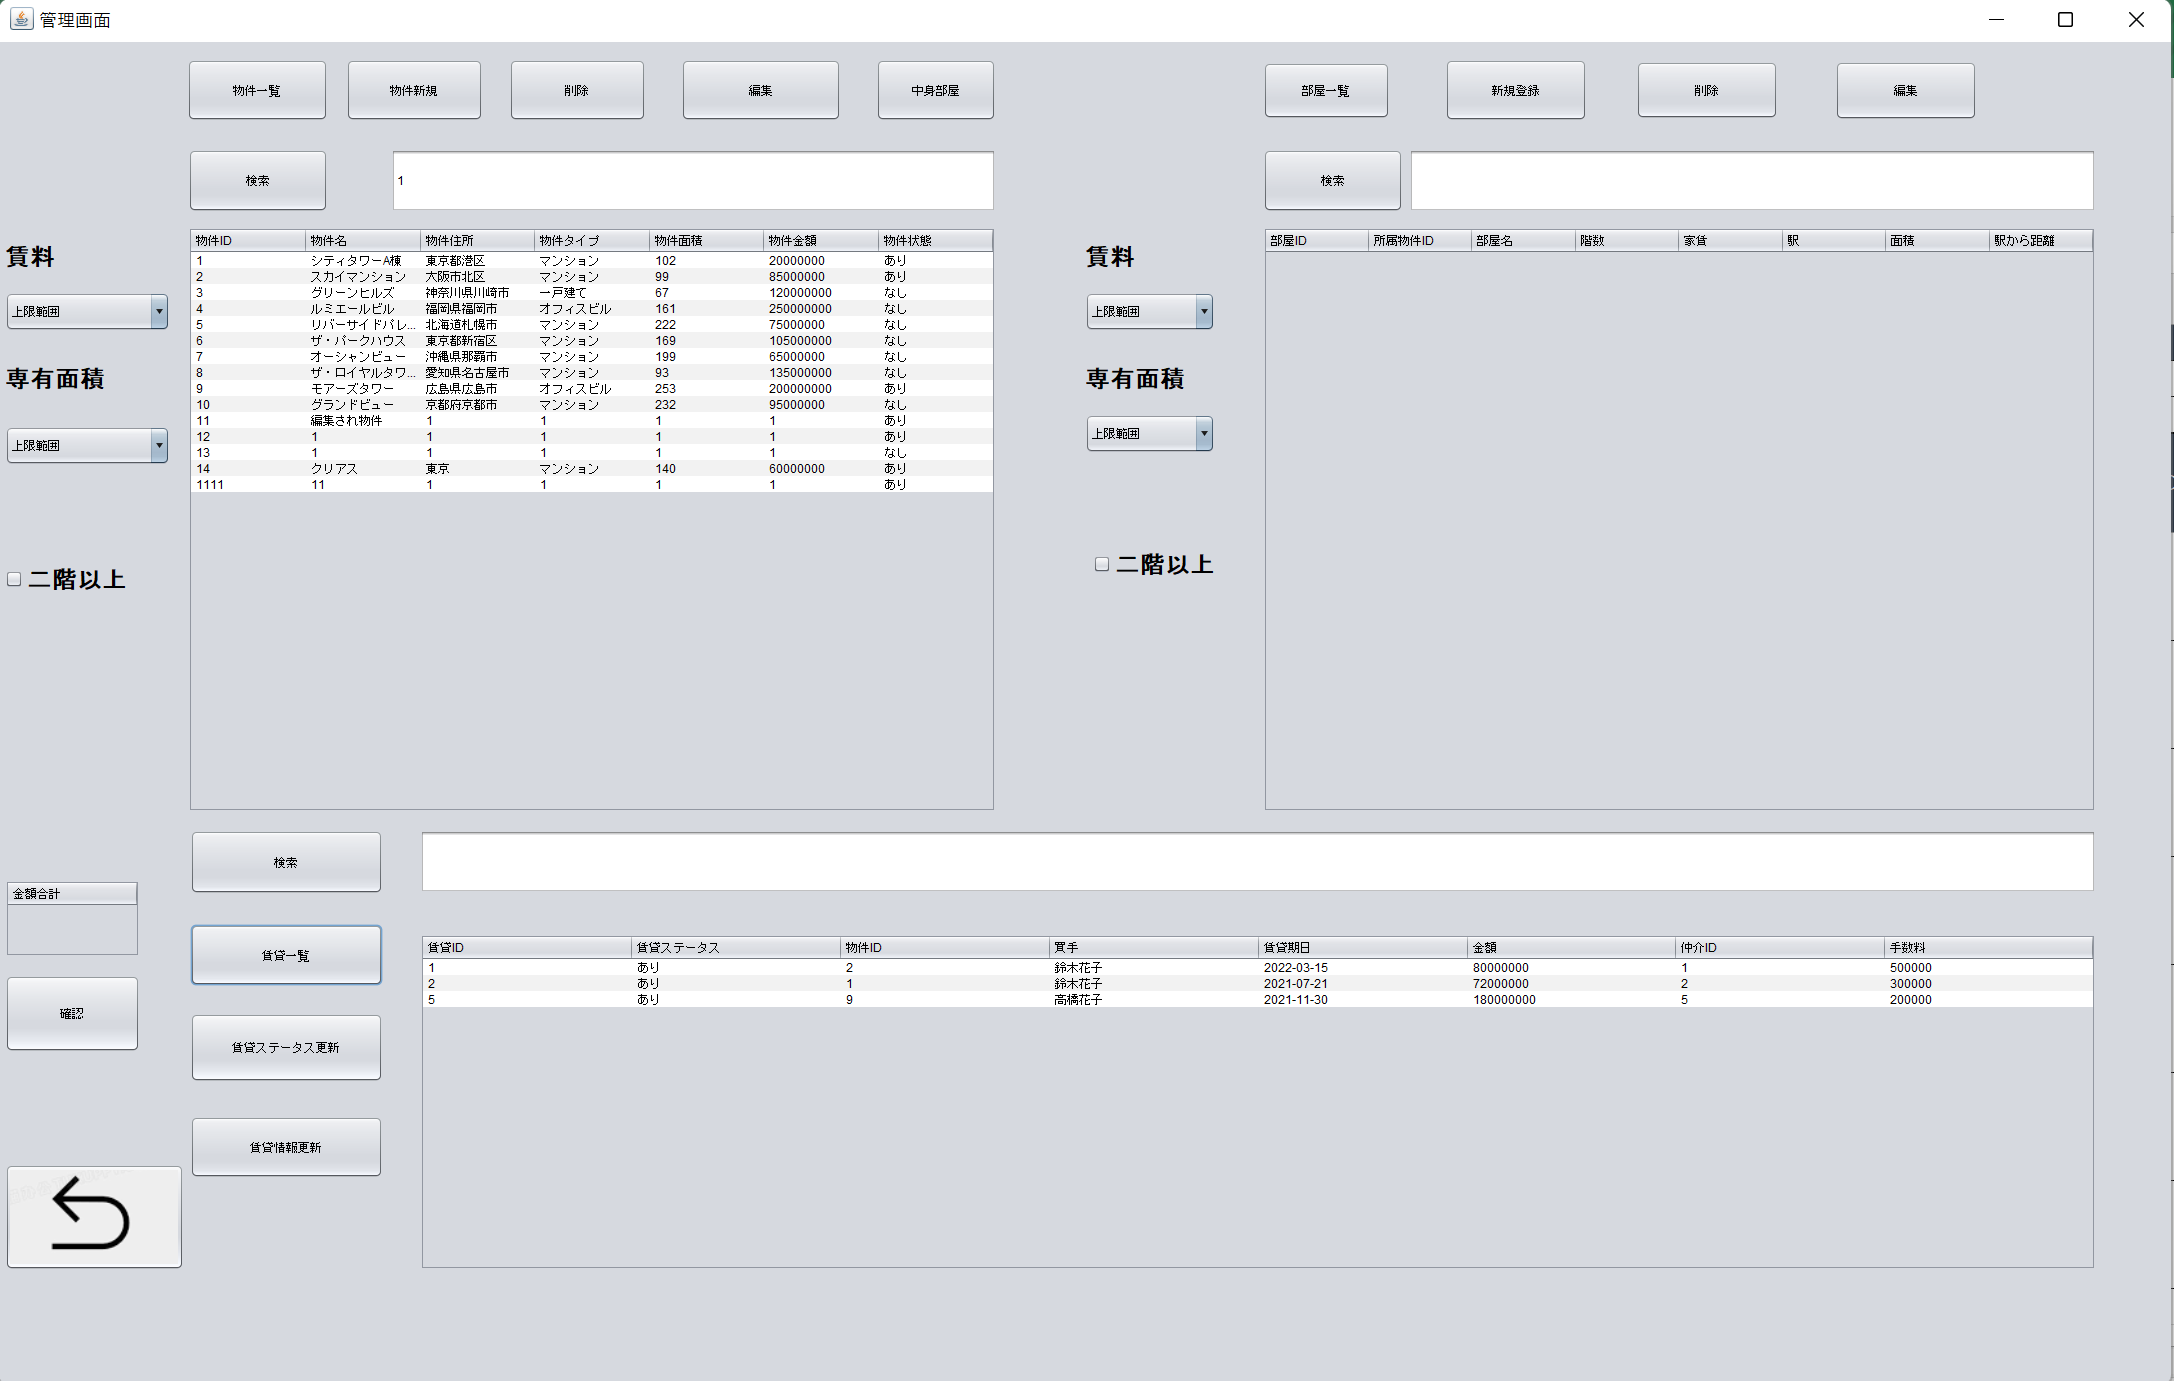 管理画面
物件一覧 物件新規 削除 編集 中身部屋 部屋一覧 新規登録 削除 編集
検索 1 検索
賃料
上限範囲
専有面積
上限範囲
二階以上
物件ID 物件名 物件住所 物件タイプ 物件面積 物件金額 物件状態
1 シティタワーA棟 東京都港区 マンション 102 20000000 あり
2 スカイマンション 大阪市北区 マンション 99 85000000 あり
3 グリーンヒルズ 神奈川県川崎市 一戸建て 67 120000000 なし
4 ルミエールビル 福岡県福岡市 オフィスビル 161 250000000 なし
5 リバーサイドパレ... 北海道札幌市 マンション 222 75000000 なし
6 ザ・パークハウス 東京都新宿区 マンション 169 105000000 なし
7 オーシャンビュー 沖縄県那覇市 マンション 199 65000000 なし
8 ザ・ロイヤルタワ... 愛知県名古屋市 マンション 93 135000000 なし
9 モアーズタワー 広島県広島市 オフィスビル 253 200000000 あり
10 グランドビュー 京都府京都市 マンション 232 95000000 なし
11 編集され物件 1 1 1 1 あり
12 1 1 1 1 1 あり
13 1 1 1 1 1 なし
14 クリアス 東京 マンション 140 60000000 あり
1111 11 1 1 1 1 あり
賃料
上限範囲
専有面積
上限範囲
二階以上
部屋ID 所属物件ID 部屋名 階数 家賃 駅 面積 駅から距離
検索
金額合計
確認
賃貸一覧
賃貸ステータス更新
賃貸情報更新
賃貸ID 賃貸ステータス 物件ID 買手 賃貸期日 金額 仲介ID 手数料
1 あり 2 鈴木花子 2022-03-15 80000000 1 500000
2 あり 1 鈴木花子 2021-07-21 72000000 2 300000
5 あり 9 高橋花子 2021-11-30 180000000 5 200000